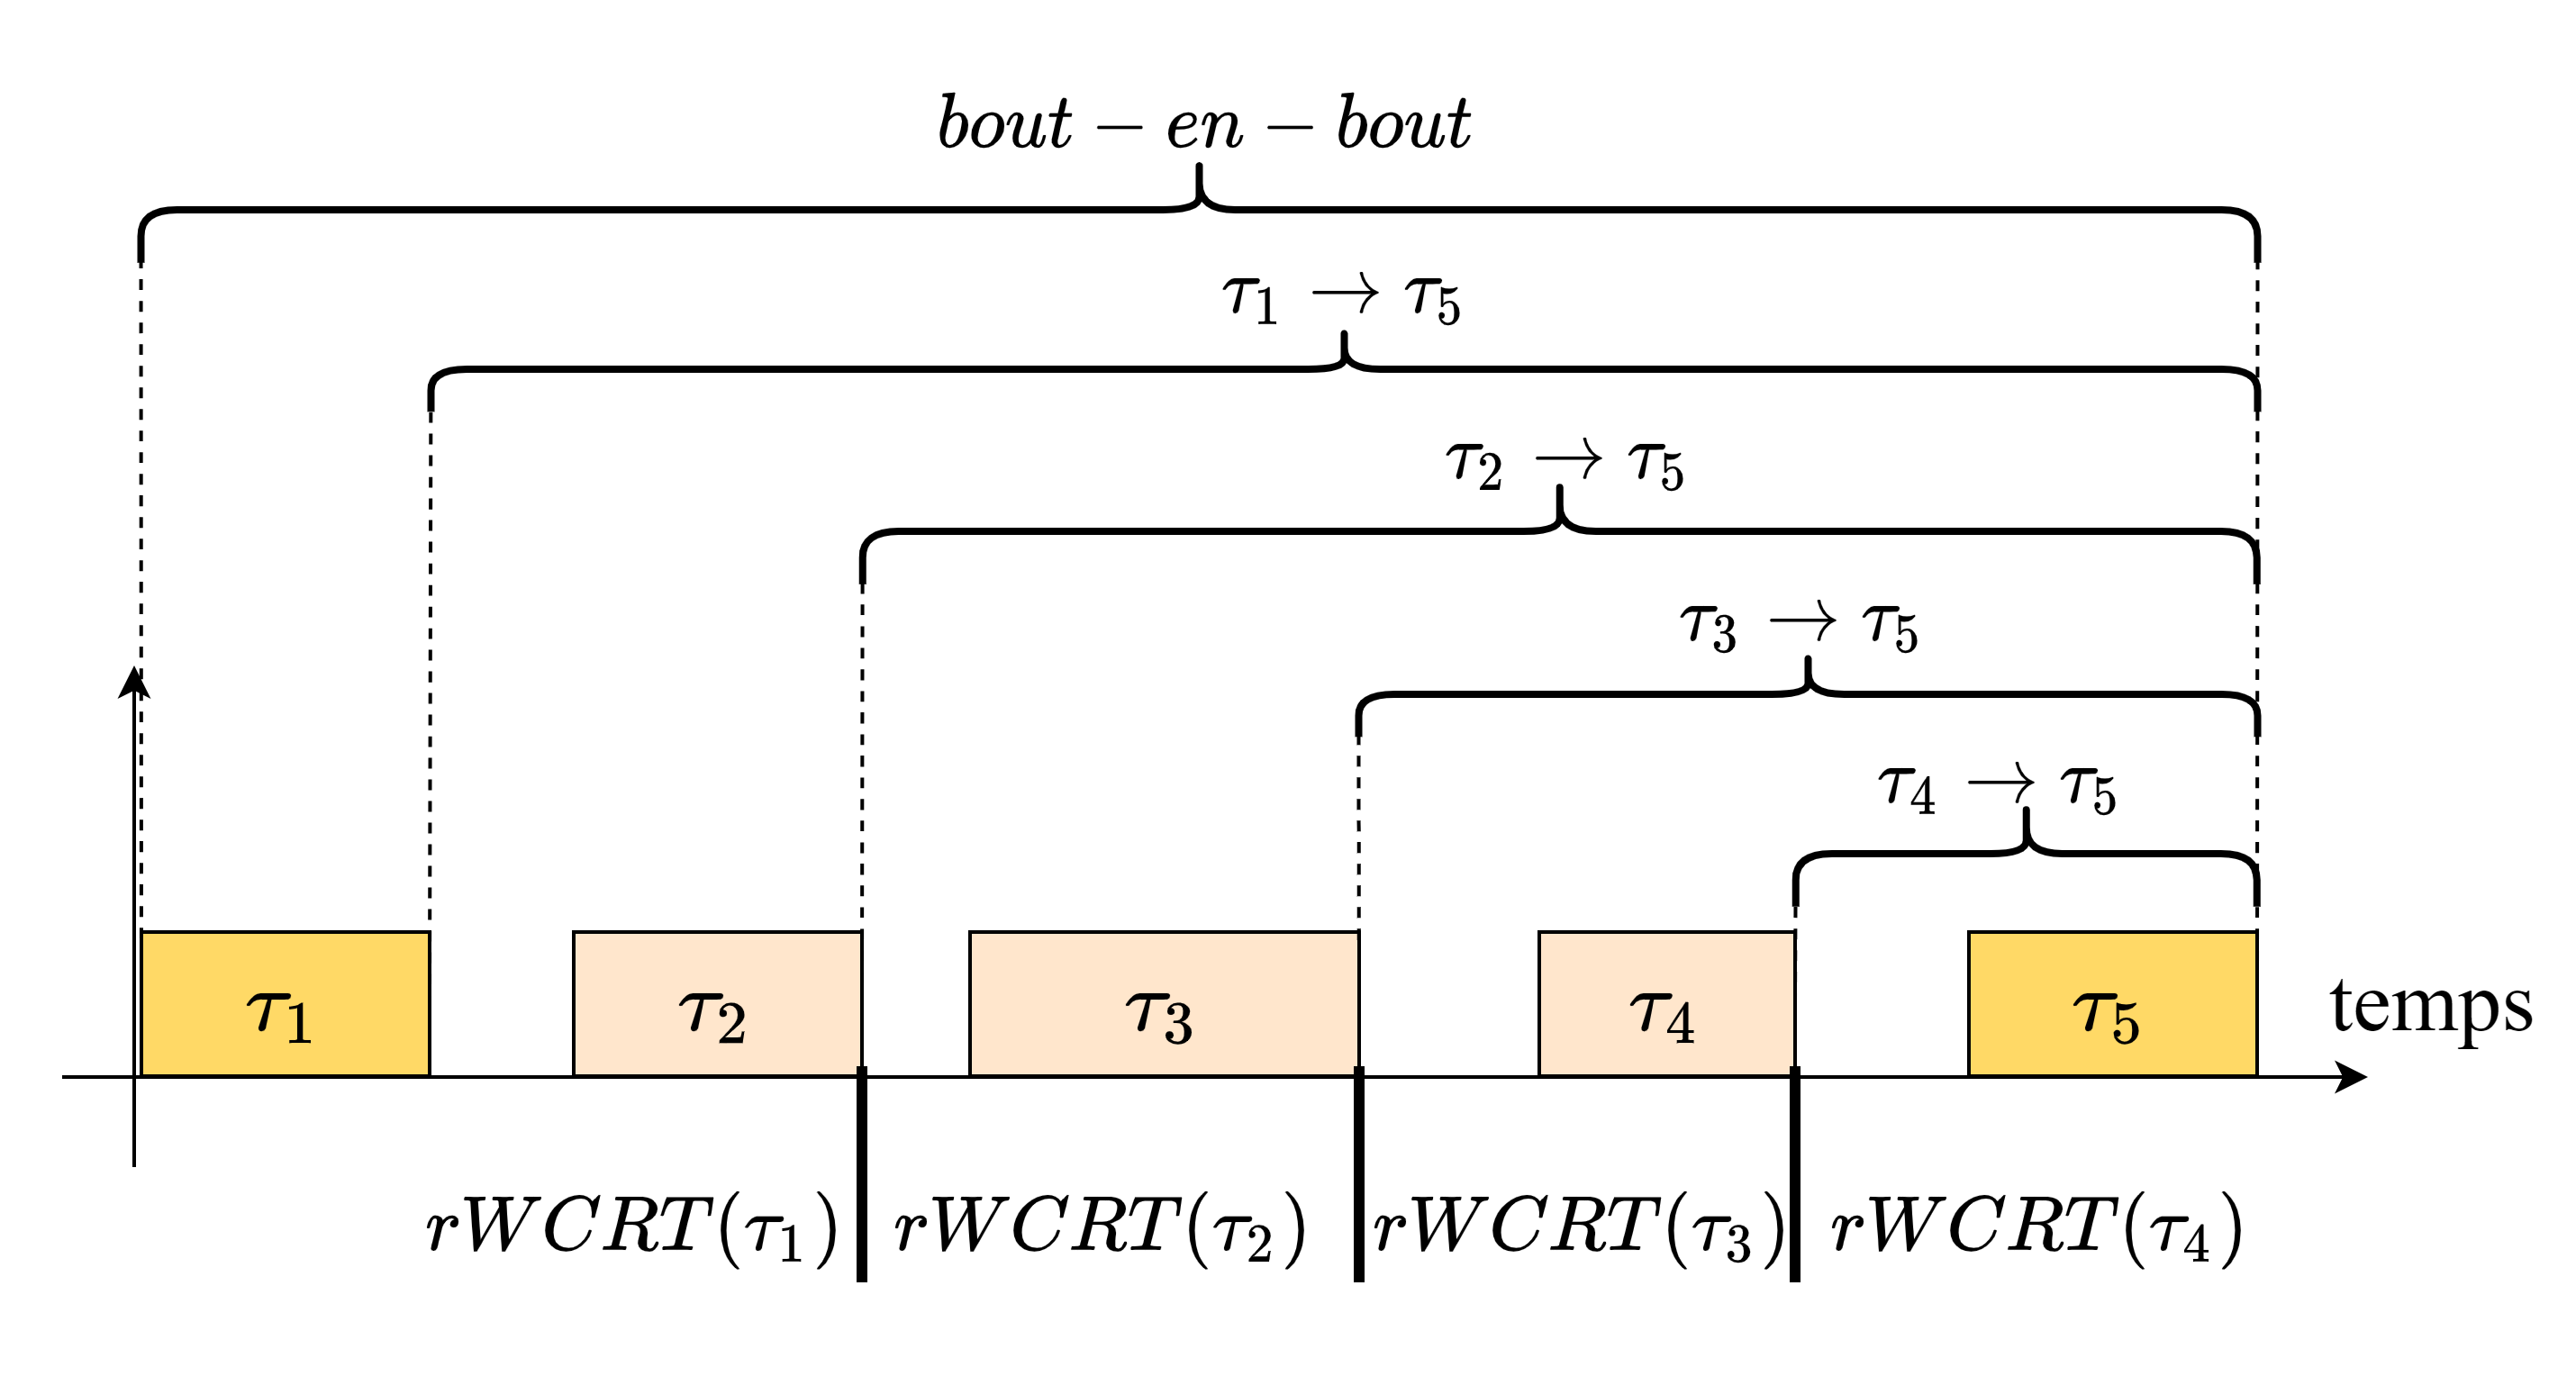 bout − en − bout
τ₁ → τ₅
τ₂ → τ₅
τ₃ → τ₅
τ₄ → τ₅
τ₁ τ₂ τ₃ τ₄ τ₅ temps
rWCRT(τ₁) rWCRT(τ₂) rWCRT(τ₃) rWCRT(τ₄)